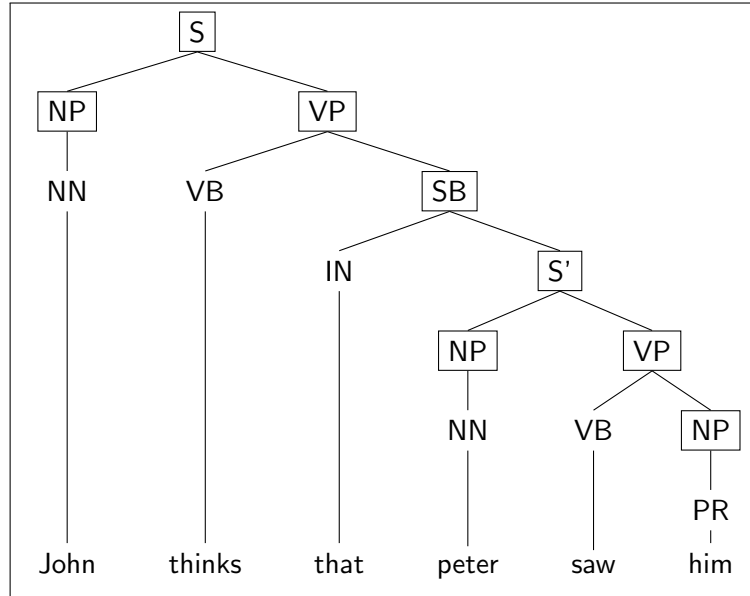 S
NP VP
NN VB SB
IN S'
NP VP
NN VB NP
PR
John thinks that peter saw him